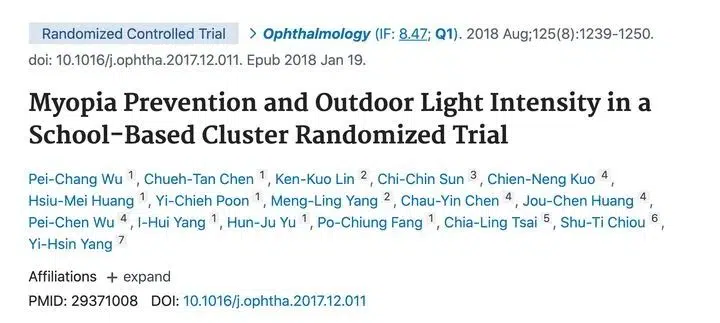 Randomized Controlled Trial > Ophthalmology (IF: 8.47; Q1). 2018 Aug;125(8):1239-1250.
doi: 10.1016/j.ophtha.2017.12.011. Epub 2018 Jan 19.
Myopia Prevention and Outdoor Light Intensity in a
School-Based Cluster Randomized Trial
Pei-Chang Wu 1, Chueh-Tan Chen 1, Ken-Kuo Lin 2, Chi-Chin Sun 3, Chien-Neng Kuo 4,
Hsiu-Mei Huang 1, Yi-Chieh Poon 1, Meng-Ling Yang 2, Chau-Yin Chen 4, Jou-Chen Huang 4,
Pei-Chen Wu 4, I-Hui Yang 1, Hun-Ju Yu 1, Po-Chiung Fang 1, Chia-Ling Tsai 5, Shu-Ti Chiou 6,
Yi-Hsin Yang 7
Affiliations + expand
PMID: 29371008 DOI: 10.1016/j.ophtha.2017.12.011